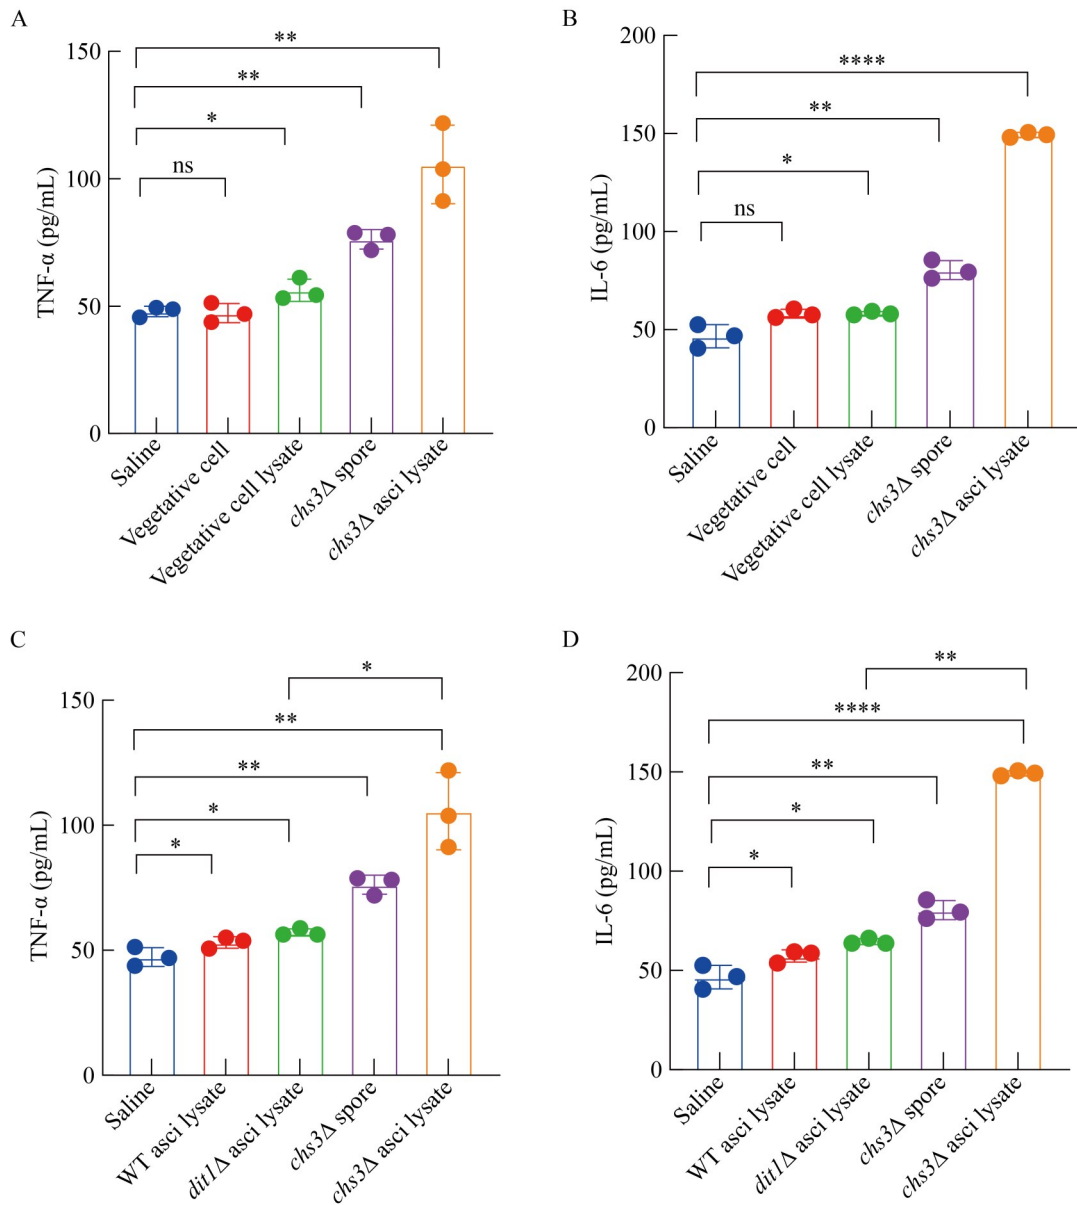 A
TNF-α (pg/mL)
150
100
50
0
**
**
*
ns
Saline
Vegetative cell
Vegetative cell lysate
chs3Δ spore
chs3Δ asci lysate
B
IL-6 (pg/mL)
200
150
100
50
0
****
**
*
ns
Saline
Vegetative cell
Vegetative cell lysate
chs3Δ spore
chs3Δ asci lysate
C
TNF-α (pg/mL)
150
100
50
0
*
**
**
*
*
Saline
WT asci lysate
dit1Δ asci lysate
chs3Δ spore
chs3Δ asci lysate
D
IL-6 (pg/mL)
200
150
100
50
0
**
****
**
*
*
Saline
WT asci lysate
dit1Δ asci lysate
chs3Δ spore
chs3Δ asci lysate